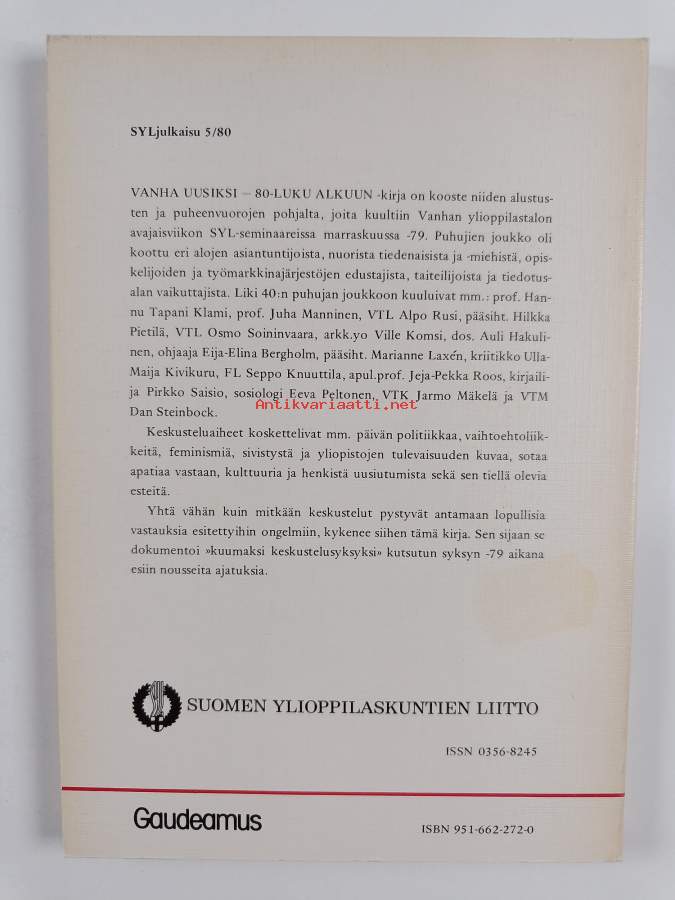 SYLjulkaisu 5/80
VANHA UUSIKSI — 80-LUKU ALKUUN -kirja on kooste niiden alustus-
ten ja puheenvuorojen pohjalta, joita kuultiin Vanhan ylioppilastalon
avajaisviikon SYL-seminaareissa marraskuussa -79. Puhujien joukko oli
koottu eri alojen asiantuntijoista, nuorista tiedenaisista ja -miehistä, opis-
kelijoiden ja työmarkkinajärjestöjen edustajista, taiteilijoista ja tiedotus-
alan vaikuttajista. Liki 40:n puhujan joukkoon kuuluivat mm.: prof. Han-
nu Tapani Klami, prof. Juha Manninen, VTL Alpo Rusi, pääsiht. Hilkka
Pietilä, VTL Osmo Soininvaara, arkk.yo Ville Komsi, dos. Auli Hakuli-
nen, ohjaaja Eija-Elina Bergholm, pääsiht. Marianne Laxén, kriitikko Ulla-
Maija Kivikuru, FL Seppo Knuuttila, apul.prof. Jeja-Pekka Roos, kirjaili-
ja Pirkko Saisio, sosiologi Eeva Peltonen, VTK Jarmo Mäkelä ja VTM
Antikvariaatti.net
Dan Steinbock.
Keskusteluaiheet koskettelivat mm. päivän politiikkaa, vaihtoehtoliik-
keitä, feminismiä, sivistystä ja yliopistojen tulevaisuuden kuvaa, sotaa
apatiaa vastaan, kulttuuria ja henkistä uusiutumista sekä sen tiellä olevia
esteitä.
Yhtä vähän kuin mitkään keskustelut pystyvät antamaan lopullisia
vastauksia esitettyihin ongelmiin, kykenee siihen tämä kirja. Sen sijaan se
dokumentoi »kuumaksi keskustelusyksyksi» kutsutun syksyn -79 aikana
esiin nousseita ajatuksia.
SUOMEN YLIOPPILASKUNTIEN LIITTO
ISSN 0356-8245
Gaudeamus
ISBN 951-662-272-0